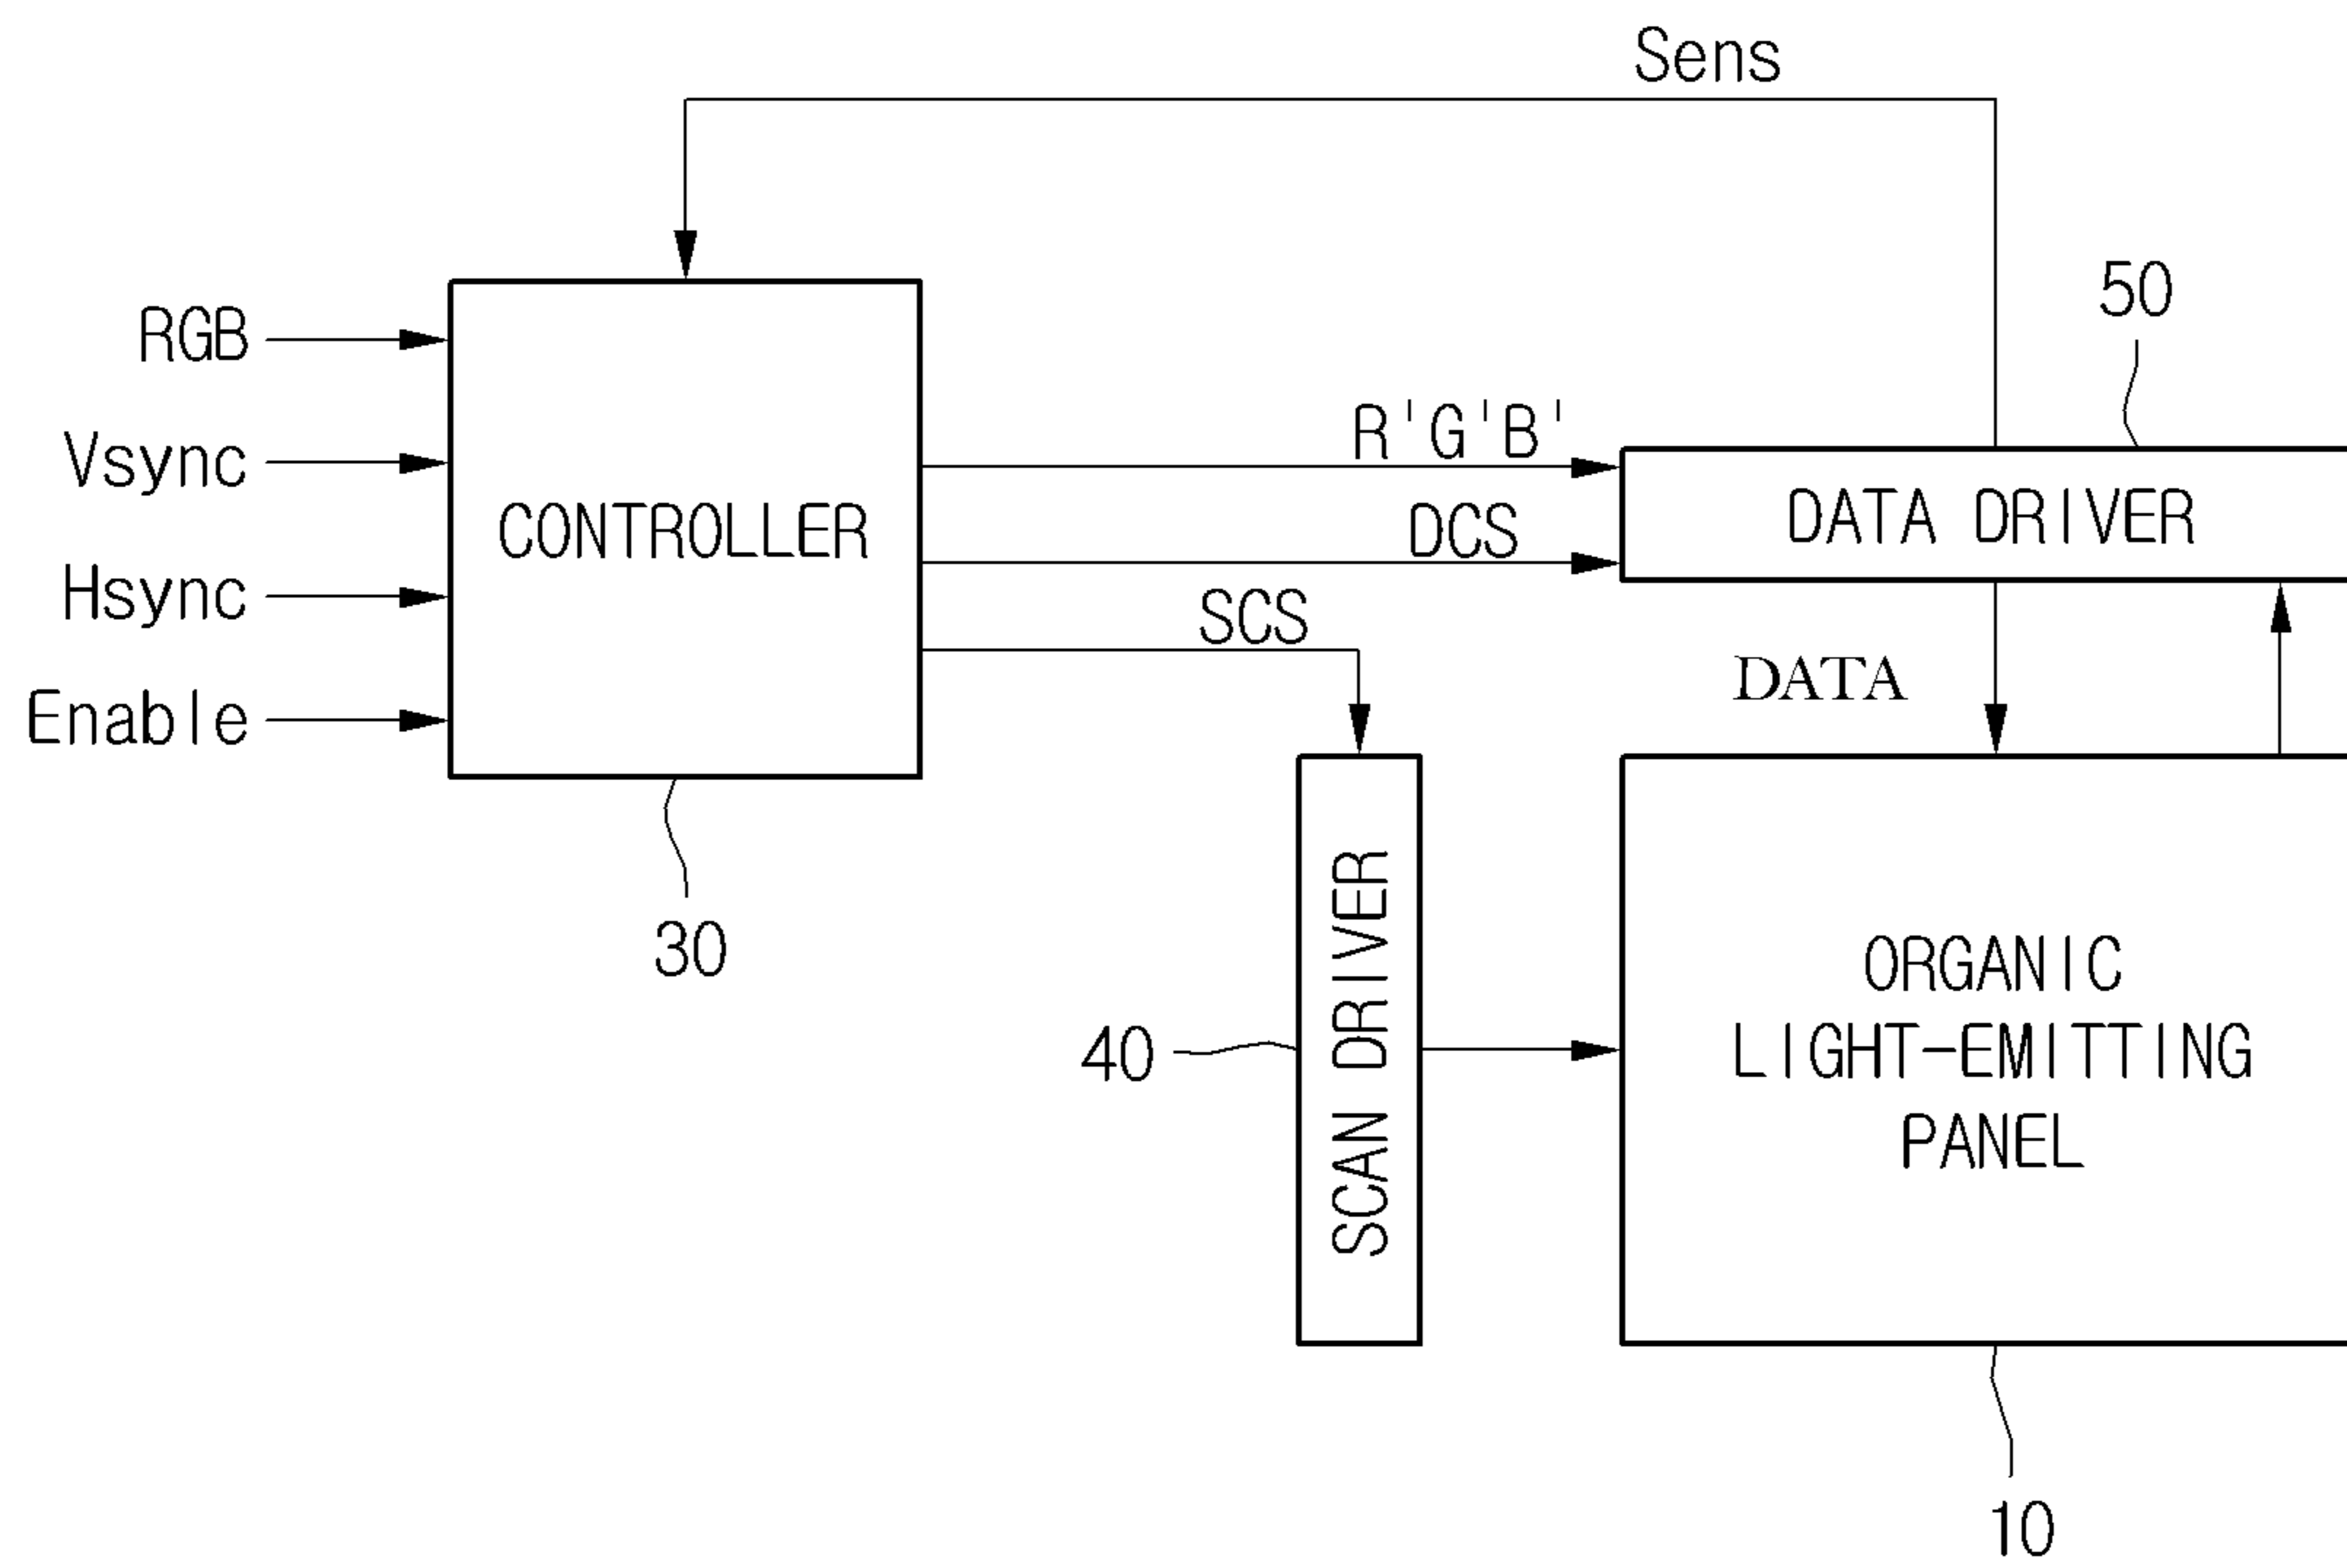 Sens
50
RGB
Vsync
Hsync
Enable
CONTROLLER
R'G'B'
DCS
SCS
DATA DRIVER
DATA
30
40
SCAN DRIVER
ORGANIC
LIGHT-EMITTING
PANEL
10